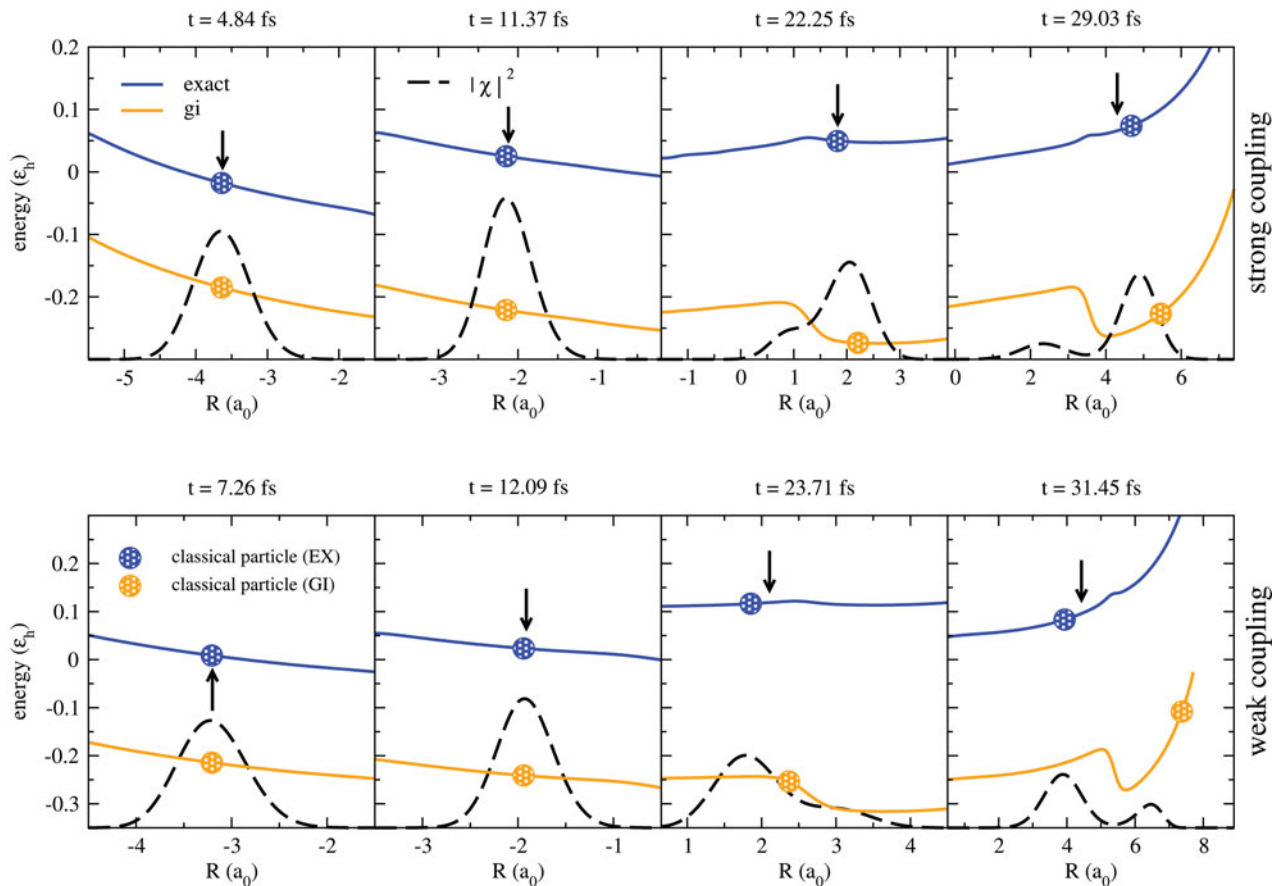 t = 4.84 fs
t = 11.37 fs
t = 22.25 fs
t = 29.03 fs
0.2
0.1
0
-0.1
-0.2
energy (ε_h)
exact
gi
|χ|^2
strong coupling
-5
-4
-3
-2
-3
-2
-1
-1
0
1
2
3
0
2
4
6
R (a_0)
R (a_0)
R (a_0)
R (a_0)
t = 7.26 fs
t = 12.09 fs
t = 23.71 fs
t = 31.45 fs
0.2
0.1
0
-0.1
-0.2
-0.3
energy (ε_h)
classical particle (EX)
classical particle (GI)
weak coupling
-4
-3
-2
-3
-2
-1
1
2
3
4
2
4
6
8
R (a_0)
R (a_0)
R (a_0)
R (a_0)